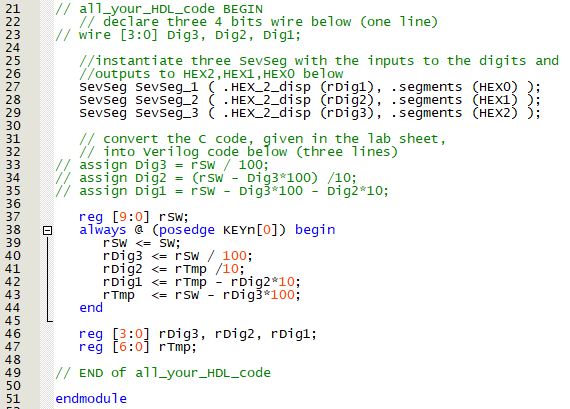 21 // all_your_HDL_code BEGIN
22 // declare three 4 bits wire below (one line)
23 // wire [3:0] Dig3, Dig2, Dig1;
24
25 //instantiate three SevSeg with the inputs to the digits and
26 //outputs to HEX2,HEX1,HEX0 below
27 SevSeg SevSeg_1 ( .HEX_2_disp (rDig1), .segments (HEX0) );
28 SevSeg SevSeg_2 ( .HEX_2_disp (rDig2), .segments (HEX1) );
29 SevSeg SevSeg_3 ( .HEX_2_disp (rDig3), .segments (HEX2) );
30
31 // convert the C code, given in the lab sheet,
32 // into Verilog code below (three lines)
33 // assign Dig3 = rSW / 100;
34 // assign Dig2 = (rSW - Dig3*100) /10;
35 // assign Dig1 = rSW - Dig3*100 - Dig2*10;
36
37 reg [9:0] rSW;
38 always @ (posedge KEYn[0]) begin
39 rSW <= SW;
40 rDig3 <= rSW / 100;
41 rDig2 <= rTmp /10;
42 rDig1 <= rTmp - rDig2*10;
43 rTmp <= rSW - rDig3*100;
44 end
45
46 reg [3:0] rDig3, rDig2, rDig1;
47 reg [6:0] rTmp;
48
49 // END of all_your_HDL_code
50
51 endmodule